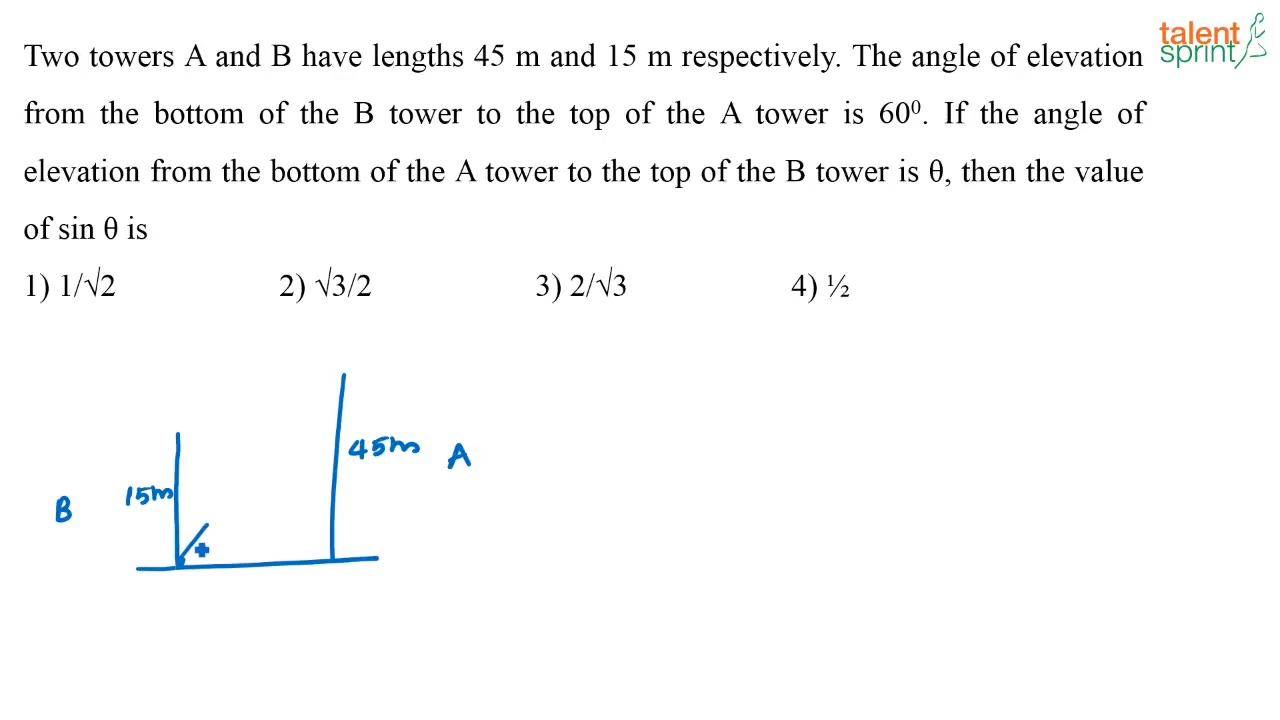 talent
sprint
Two towers A and B have lengths 45 m and 15 m respectively. The angle of elevation
from the bottom of the B tower to the top of the A tower is 60⁰. If the angle of
elevation from the bottom of the A tower to the top of the B tower is θ, then the value
of sin θ is
1) 1/√2 2) √3/2 3) 2/√3 4) ½
45m A
15m
B